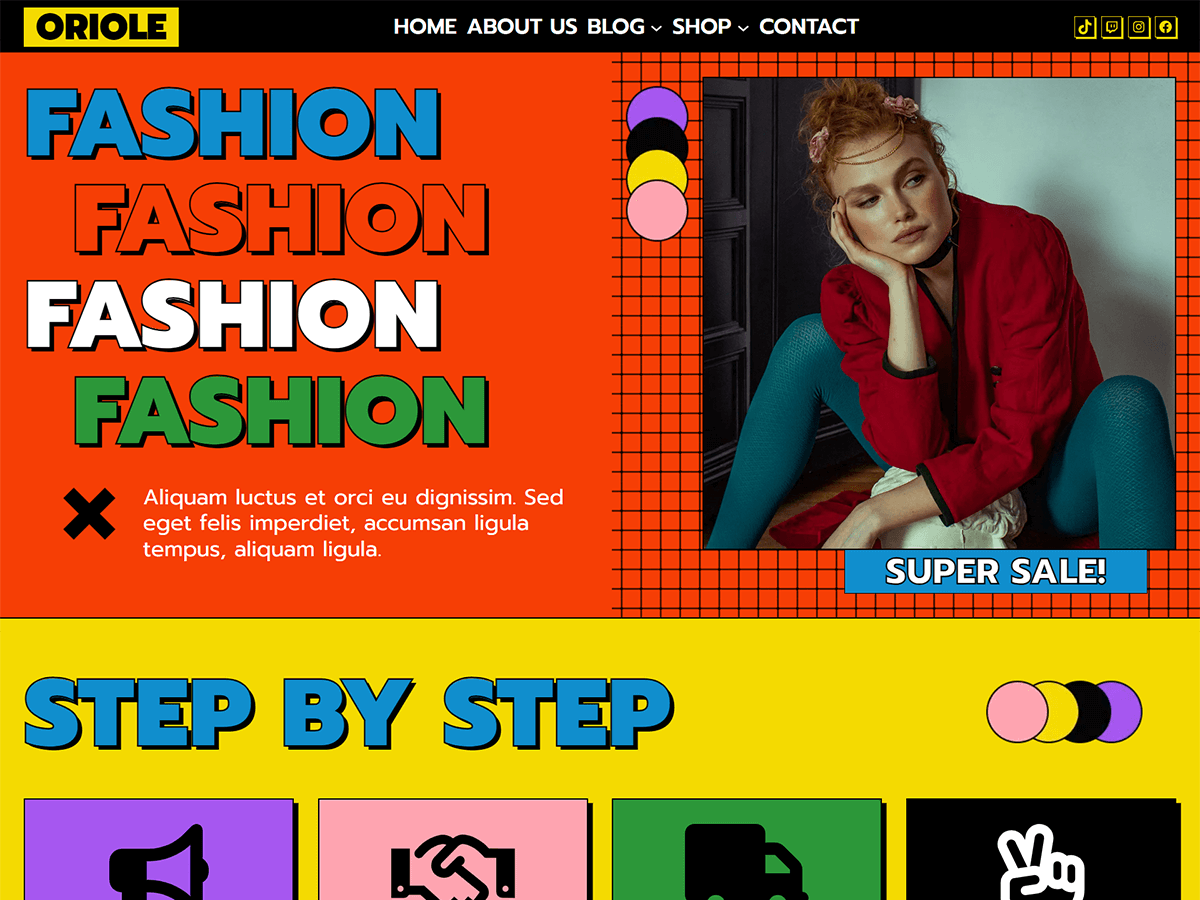 ORIOLE
HOME ABOUT US BLOG SHOP CONTACT
FASHION
FASHION
FASHION
FASHION
Aliquam luctus et orci eu dignissim. Sed
eget felis imperdiet, accumsan ligula
tempus, aliquam ligula.
SUPER SALE!
STEP BY STEP